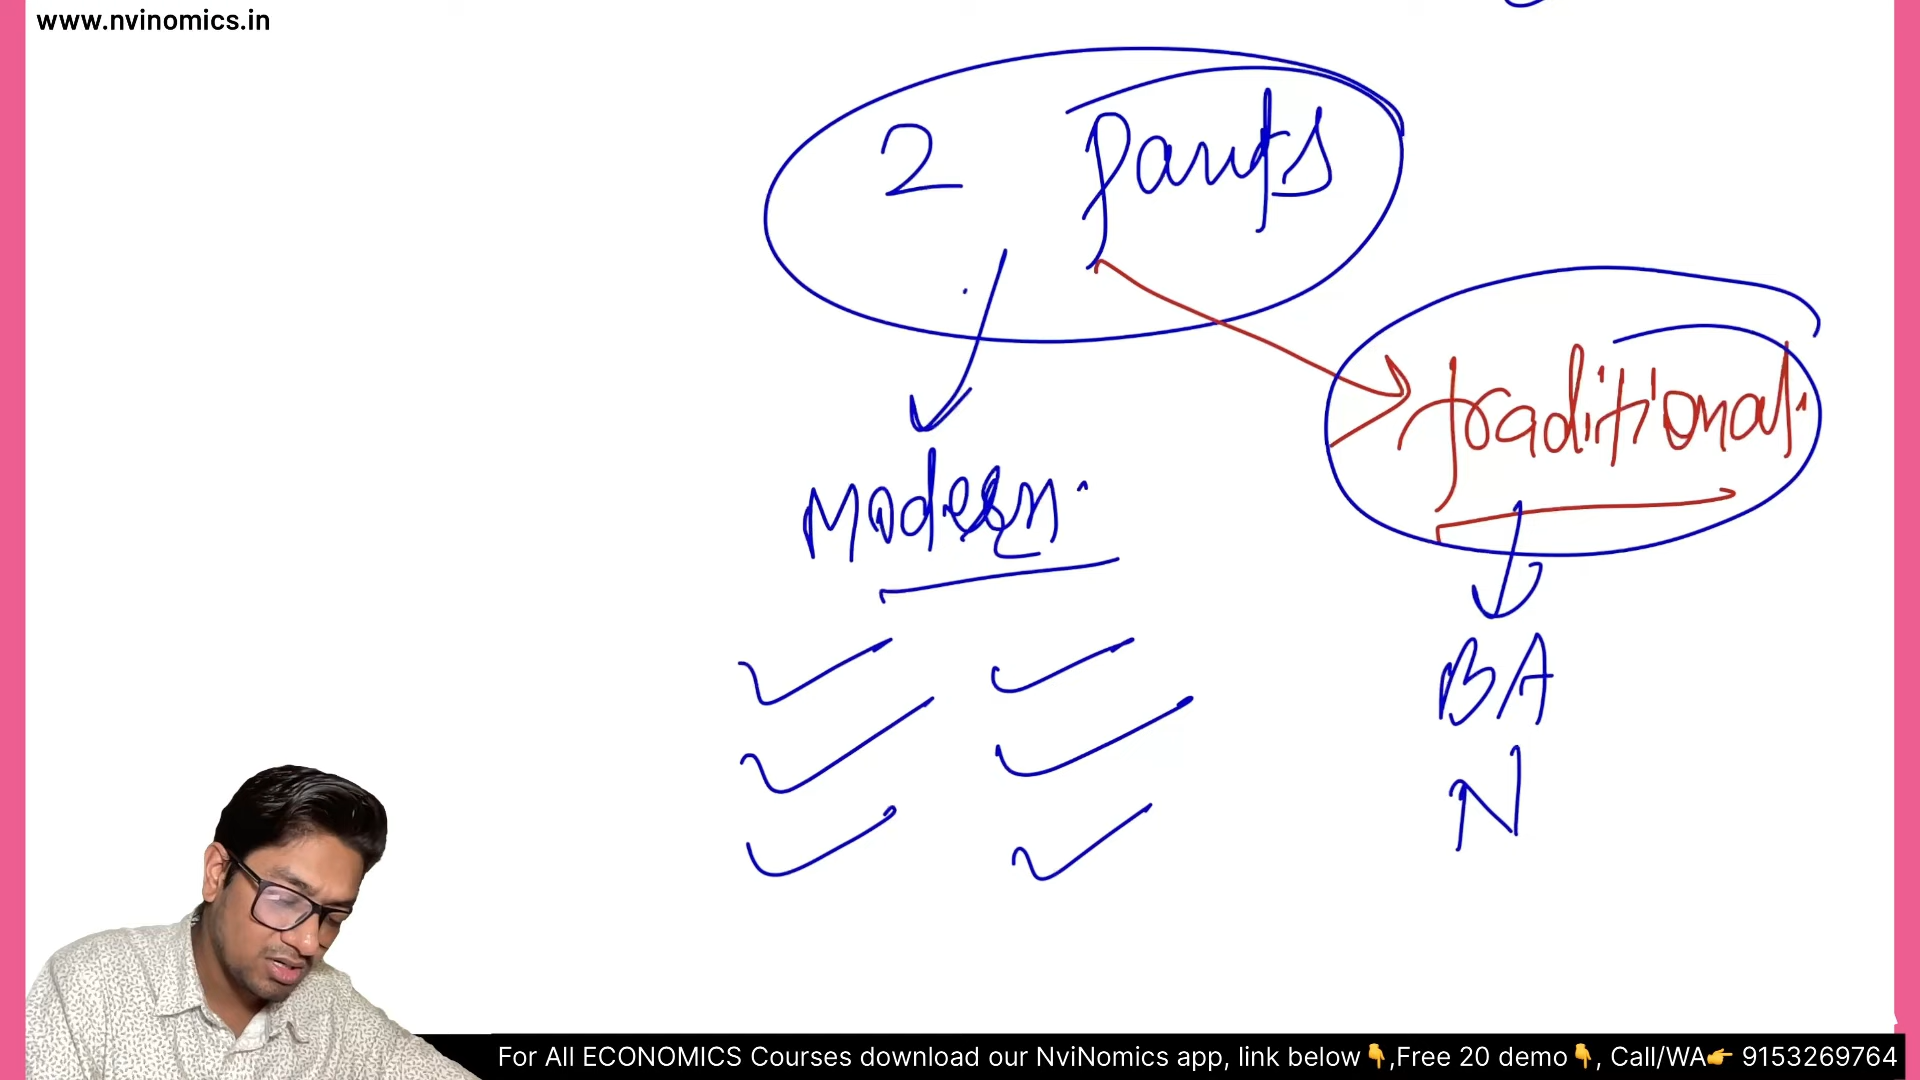 www.nvinomics.in
2 parts
traditional
Modern
BA
N
For All ECONOMICS Courses download our NviNomics app, link below👇,Free 20 demo👇, Call/WA👉 9153269764